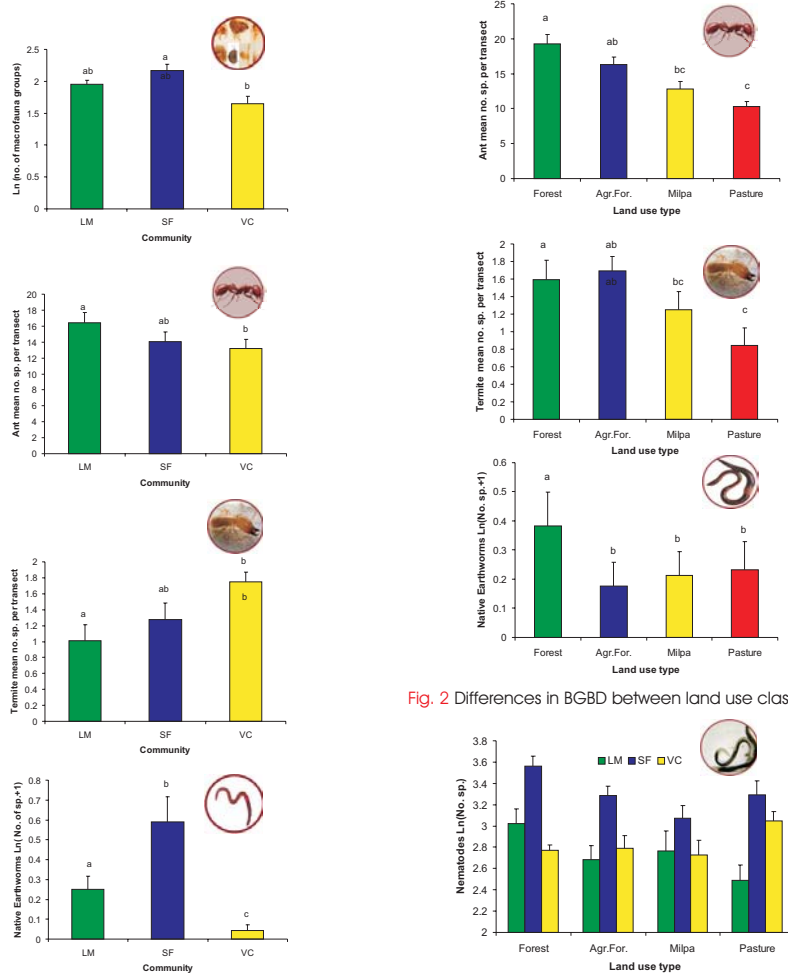 2.5
2
1.5
1
0.5
0
Ln (no. of macrofauna groups)
ab
a
ab
b
LM SF VC
Community
20
18
16
14
12
10
8
6
4
2
0
Ant mean no. sp. per transect
a
ab
b
LM SF VC
Community
2
1.8
1.6
1.4
1.2
1
0.8
0.6
0.4
0.2
0
Termite mean no. sp. per transect
a
ab
b
b
LM SF VC
Community
0.8
0.7
0.6
0.5
0.4
0.3
0.2
0.1
0
Native Earthworms Ln( No. of sp.+1)
a
b
c
LM SF VC
Community
25
20
15
10
5
0
Ant mean no. sp. per transect
a
ab
bc
c
Forest Agr.For. Milpa Pasture
Land use type
2
1.8
1.6
1.4
1.2
1
0.8
0.6
0.4
0.2
0
Termite mean no. sp. per transect
a
ab
ab
bc
c
Forest Agr.For. Milpa Pasture
Land use type
0.6
0.5
0.4
0.3
0.2
0.1
0
Native Earthworms Ln(No. sp.+1)
a
b
b
b
Forest Agr.For. Milpa Pasture
Land use type
Fig. 2 Differences in BGBD between land use clas
3.8
3.6
3.4
3.2
3
2.8
2.6
2.4
2.2
2
Nematodes Ln(No. sp.)
LM SF VC
Forest Agr.For. Milpa Pasture
Land use type